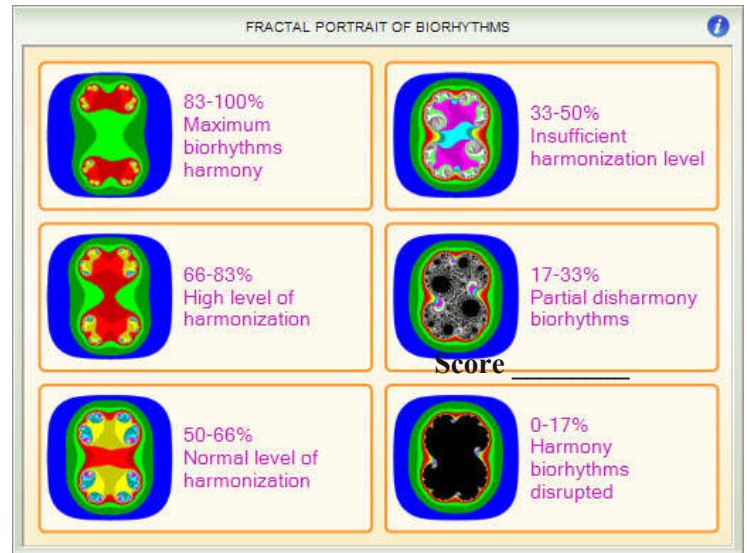 FRACTAL PORTRAIT OF BIORHYTHMS
i
83-100%
Maximum
biorhythms
harmony
66-83%
High level of
harmonization
50-66%
Normal level of
harmonization
33-50%
Insufficient
harmonization level
17-33%
Partial disharmony
biorhythms
Score ________
0-17%
Harmony
biorhythms
disrupted